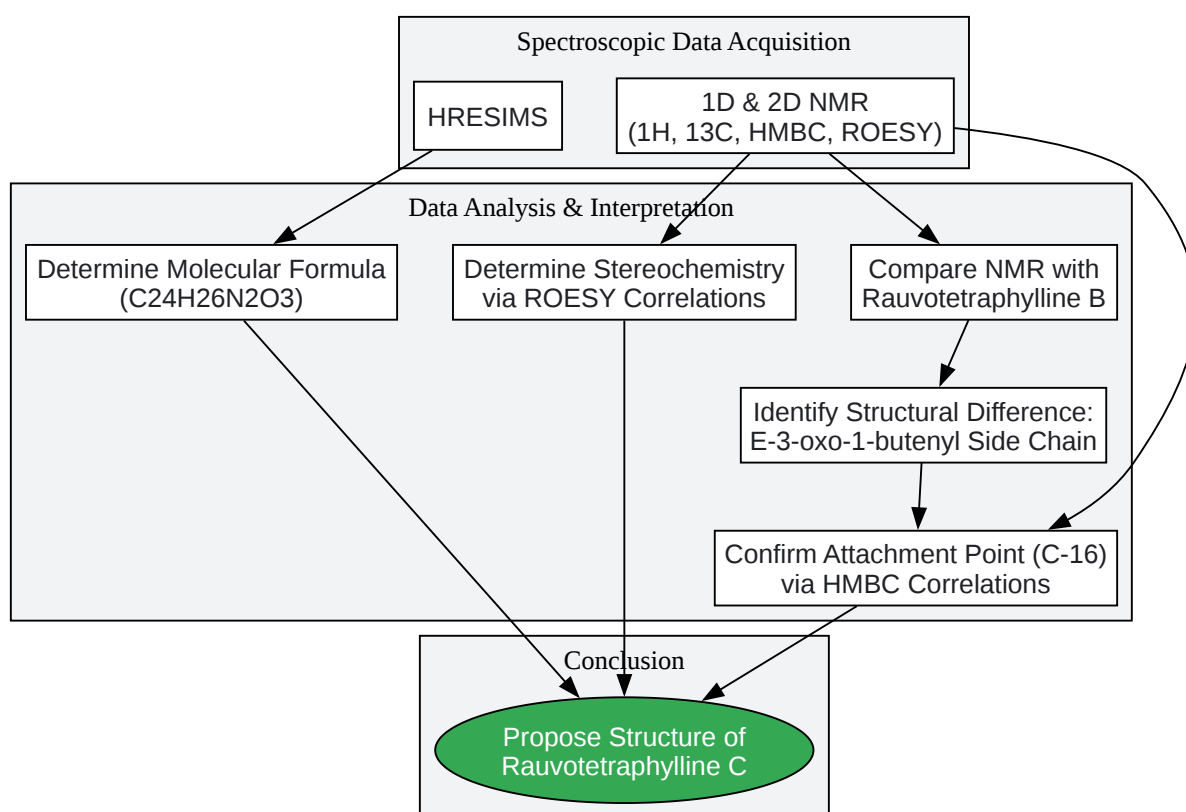 Spectroscopic Data Acquisition
HRESIMS
1D & 2D NMR
(1H, 13C, HMBC, ROESY)
Data Analysis & Interpretation
Determine Molecular Formula
(C24H26N2O3)
Determine Stereochemistry
via ROESY Correlations
Compare NMR with
Rauvotetraphylline B
Identify Structural Difference:
E-3-oxo-1-butenyl Side Chain
Confirm Attachment Point (C-16)
via HMBC Correlations
Conclusion
Propose Structure of
Rauvotetraphylline C